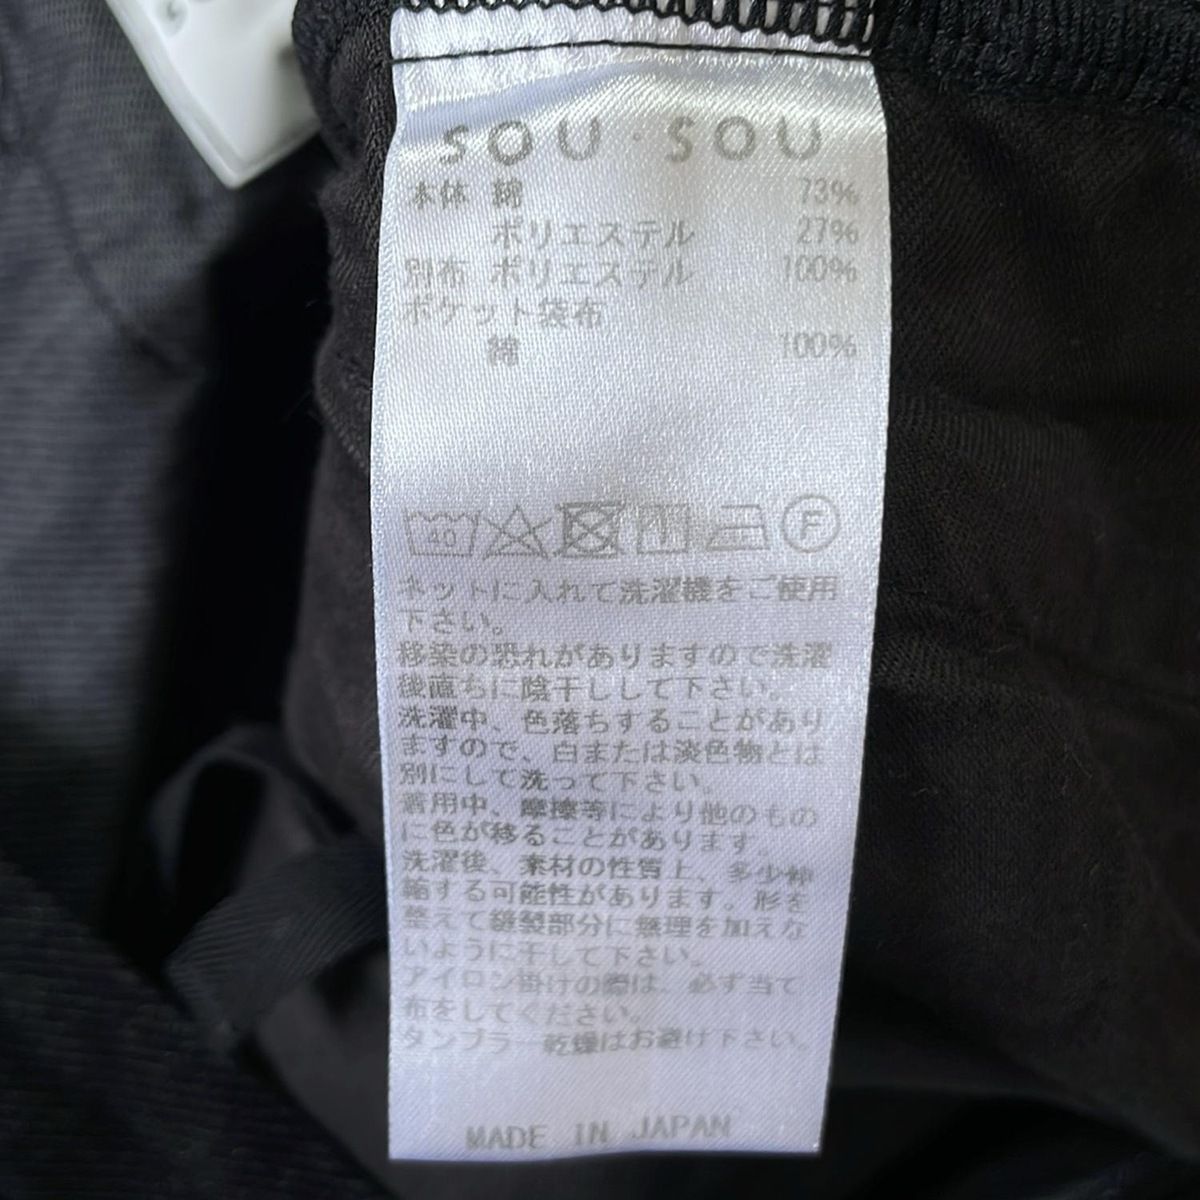 SOU・SOU
本体 綿 73%
ポリエステル 27%
別布 ポリエステル 100%
ポケット袋布
綿 100%
40 F
ネットに入れて洗濯機をご使用
下さい。
移染の恐れがありますので洗濯
後直ちに陰干しして下さい。
洗濯中、色落ちすることがあり
ますので、白または淡色物とは
別にして洗って下さい。
着用中、摩擦等により他のもの
に色が移ることがあります。
洗濯後、素材の性質上、多少伸
縮する可能性があります。形を
整えて縫製部分に無理を加えな
いように干して下さい。
アイロン掛けの際は、必ず当て
布をしてください。
タンブラー乾燥はお避け下さい。
MADE IN JAPAN